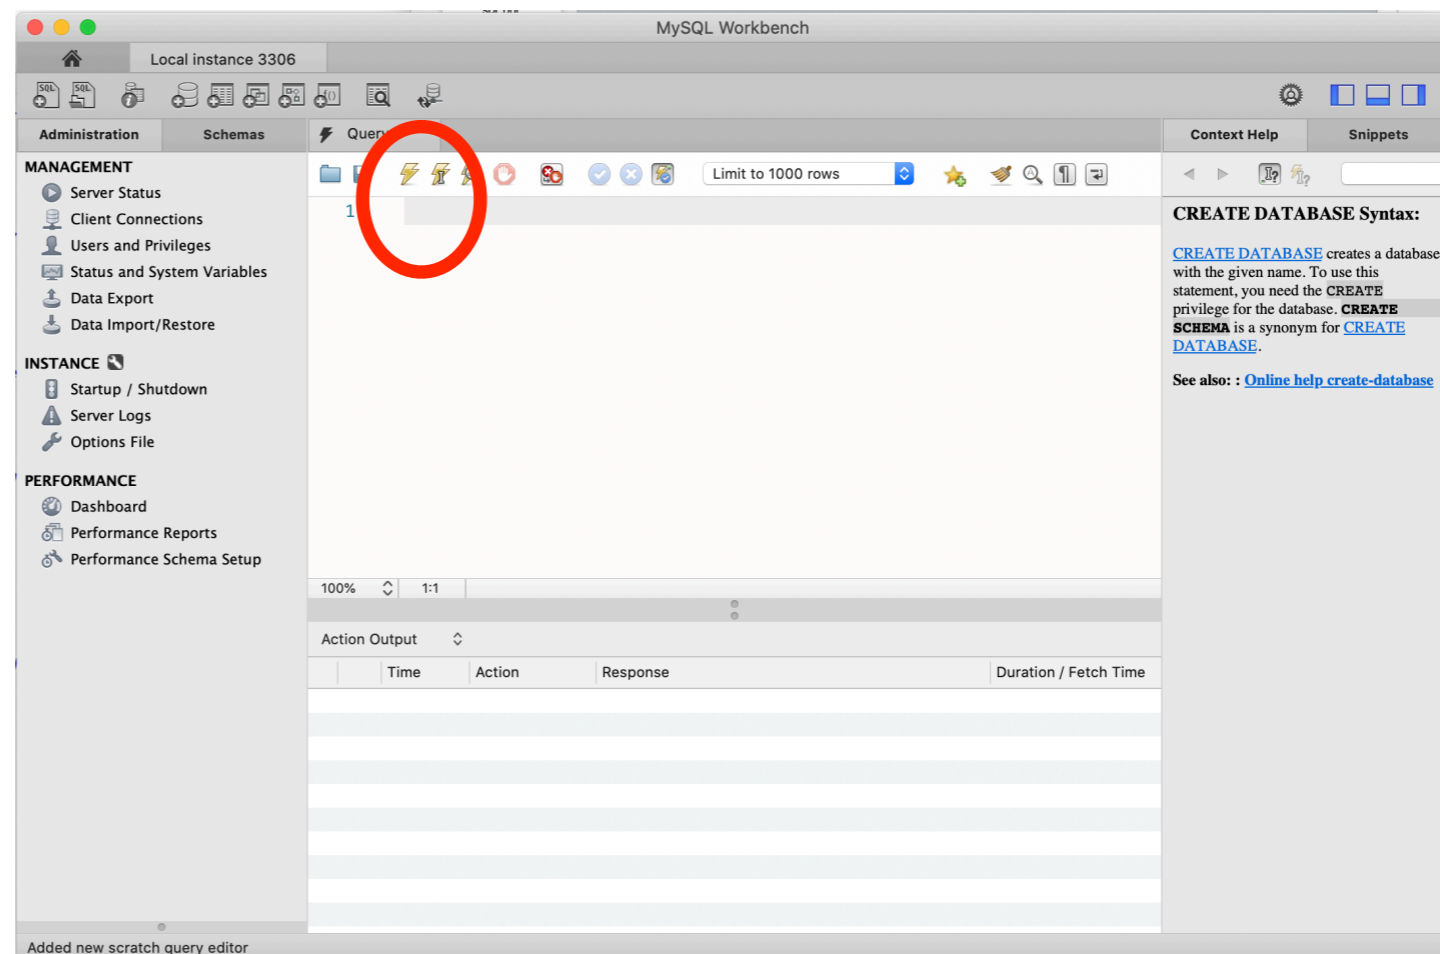 MySQL Workbench
Local instance 3306
SQL SQL
Administration Schemas
Query
Context Help Snippets
MANAGEMENT
Server Status
Client Connections
Users and Privileges
Status and System Variables
Data Export
Data Import/Restore
INSTANCE
Startup / Shutdown
Server Logs
Options File
PERFORMANCE
Dashboard
Performance Reports
Performance Schema Setup
Limit to 1000 rows
1
100% 1:1
Action Output
Time Action Response Duration / Fetch Time
CREATE DATABASE Syntax:
CREATE DATABASE creates a database
with the given name. To use this
statement, you need the CREATE
privilege for the database. CREATE
SCHEMA is a synonym for CREATE
DATABASE.
See also: : Online help create-database
Added new scratch query editor